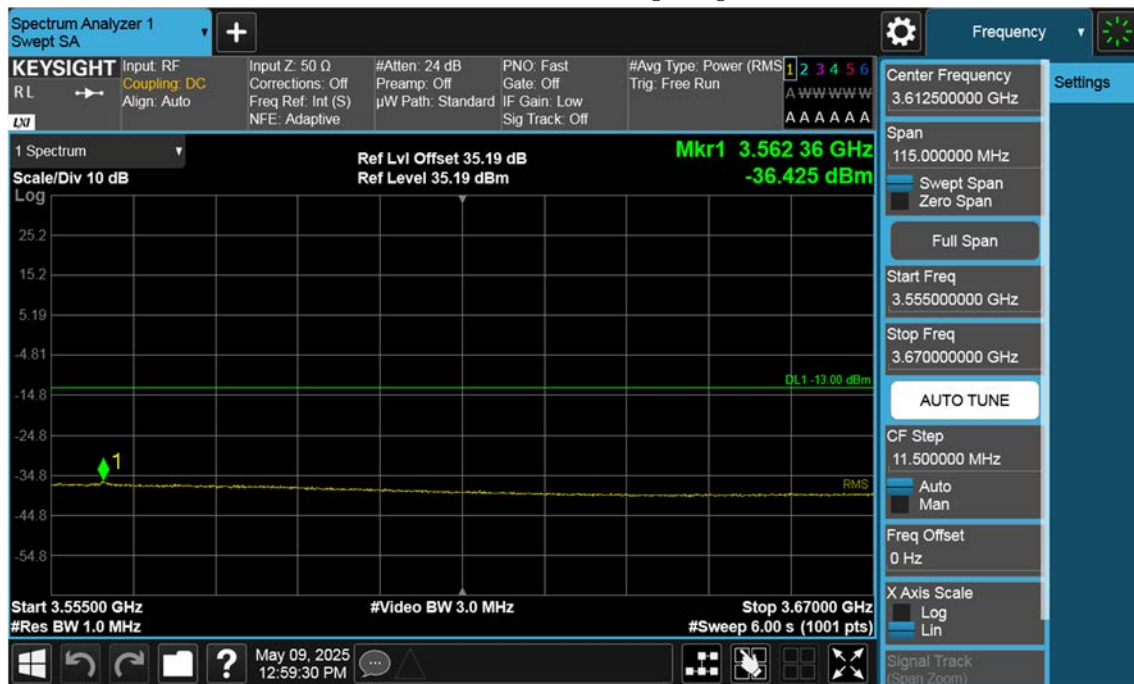 Spectrum Analyzer 1
Swept SA
Frequency
KEYSIGHT
R L
LXI
Input: RF
Coupling: DC
Align: Auto
Input Z: 50 Ω
Corrections: Off
Freq Ref: Int (S)
NFE: Adaptive
#Atten: 24 dB
Preamp: Off
µW Path: Standard
PNO: Fast
Gate: Off
IF Gain: Low
Sig Track: Off
#Avg Type: Power (RMS
Trig: Free Run
1 2 3 4 5 6
A W W W W W
A A A A A A
1 Spectrum
Scale/Div 10 dB
Ref Lvl Offset 35.19 dB
Ref Level 35.19 dBm
Mkr1 3.562 36 GHz
-36.425 dBm
Log
25.2
15.2
5.19
-4.81
DL1 -13.00 dBm
-14.8
-24.8
1
-34.8
RMS
-44.8
-54.8
Start 3.55500 GHz
#Video BW 3.0 MHz
Stop 3.67000 GHz
#Res BW 1.0 MHz
#Sweep 6.00 s (1001 pts)
?
May 09, 2025
12:59:30 PM
Center Frequency
3.612500000 GHz
Settings
Span
115.000000 MHz
Swept Span
Zero Span
Full Span
Start Freq
3.555000000 GHz
Stop Freq
3.670000000 GHz
AUTO TUNE
CF Step
11.500000 MHz
Auto
Man
Freq Offset
0 Hz
X Axis Scale
Log
Lin
Signal Track
(Span Zoom)